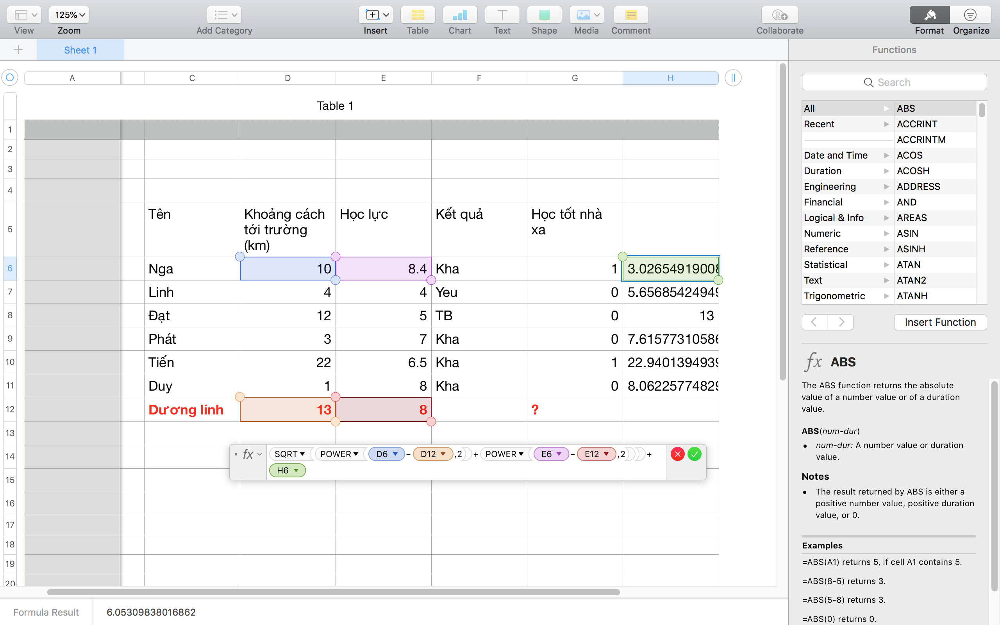 125%
View
Zoom
Add Category
Insert
Table
Chart
Text
Shape
Media
Comment
Collaborate
Format
Organize
Sheet 1
Functions
A C D E F G H
Table 1
1
2
3
4
5
Tên
Khoảng cách
tới trường
(km)
Học lực
Kết quả
Học tốt nhà
xa
6 Nga 10 8.4 Kha 1 3.0265491900
7 Linh 4 4 Yeu 0 5.6568542494
8 Đạt 12 5 TB 0 13
9 Phát 3 7 Kha 0 7.6157731058
10 Tiến 22 6.5 Kha 1 22.940139493
11 Duy 1 8 Kha 0 8.0622577482
12 Dương linh 13 8 ?
13
14
15
16
17
18
19
20
fx SQRT POWER D6 − D12 ,2 + POWER E6 − E12 ,2 +
H6
Formula Result 6.05309838016862
Search
All
Recent
Date and Time
Duration
Engineering
Financial
Logical & Info
Numeric
Reference
Statistical
Text
Trigonometric
ABS
ACCRINT
ACCRINTM
ACOS
ACOSH
ADDRESS
AND
AREAS
ASIN
ASINH
ATAN
ATAN2
ATANH
Insert Function
fx ABS
The ABS function returns the absolute
value of a number value or of a duration
value.
ABS(num-dur)
• num-dur: A number value or duration
value.
Notes
• The result returned by ABS is either a
positive number value, positive duration
value, or 0.
Examples
=ABS(A1) returns 5, if cell A1 contains 5.
=ABS(8-5) returns 3.
=ABS(5-8) returns 3.
=ABS(0) returns 0.